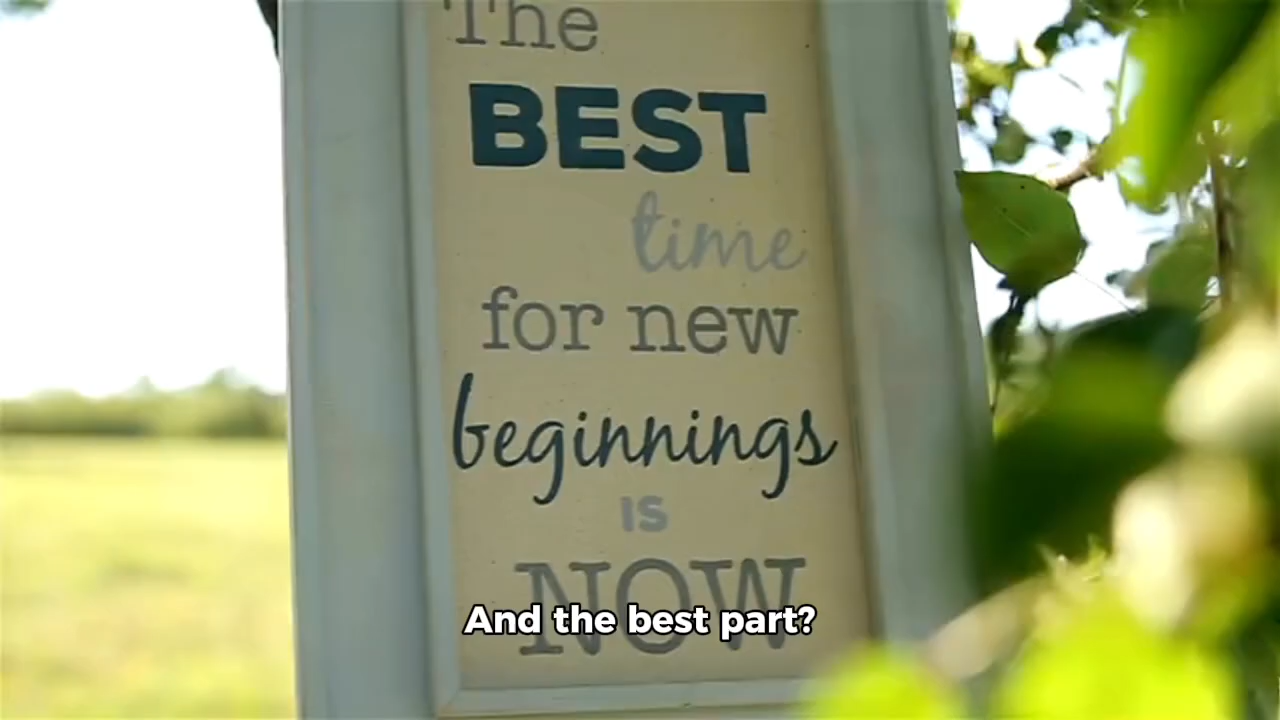 The
BEST
time
for new
beginnings
IS
NOW
And the best part?